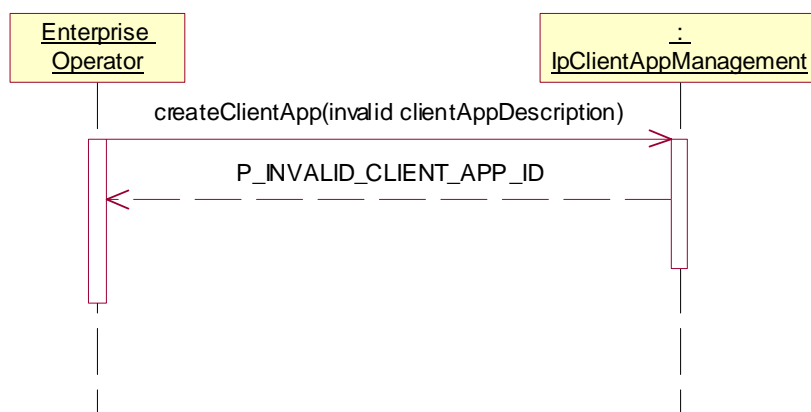 Enterprise
Operator
:
IpClientAppManagement
createClientApp(invalid clientAppDescription)
P_INVALID_CLIENT_APP_ID